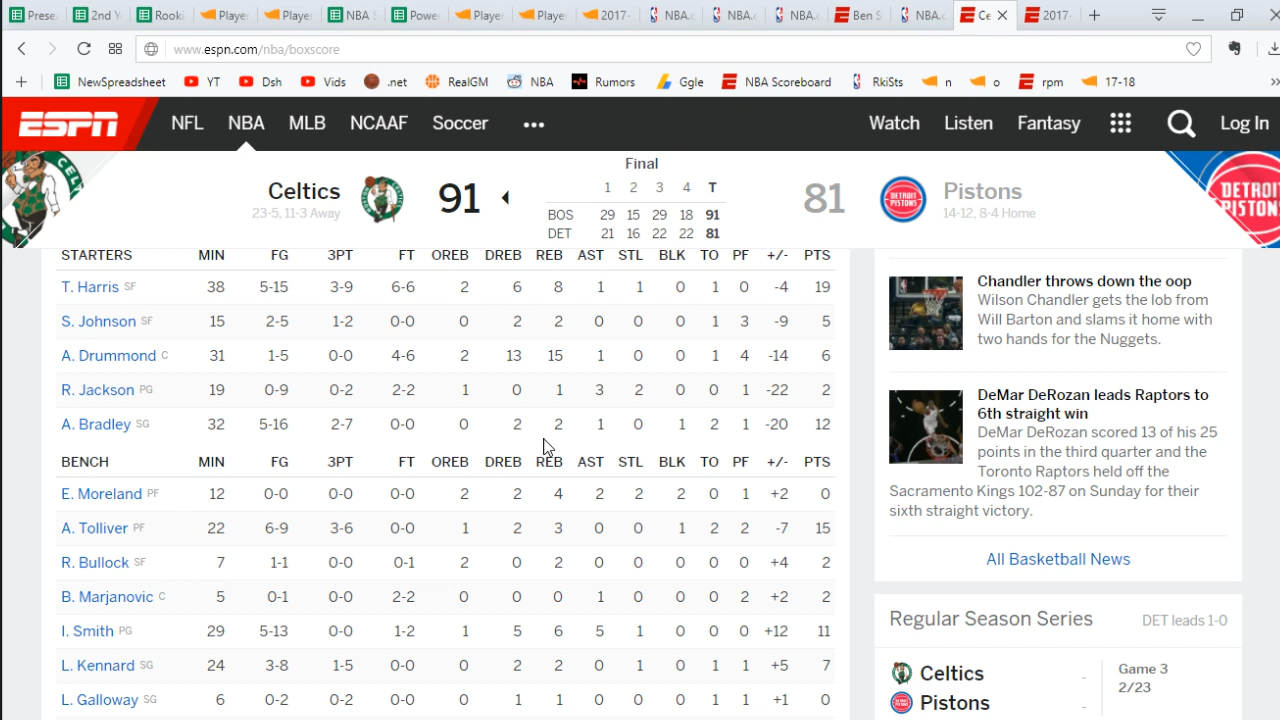 Prese
2nd Y
Rooki
Player
Player
NBA S
Power
Player
Player
2017-
NBA.c
NBA.
NBA.c
Ben S
NBA.
Ce
2017-
www.espn.com/nba/boxscore
NewSpreadsheet YT Dsh Vids .net RealGM NBA Rumors Ggle NBA Scoreboard RkiSts n o rpm 17-18
ESPN NFL NBA MLB NCAAF Soccer Watch Listen Fantasy Log In
Final
Celtics 91 1 2 3 4 T 81 Pistons
23-5, 11-3 Away 14-12, 8-4 Home
BOS 29 15 29 18 91
DET 21 16 22 22 81
CELT
DETROIT
PISTONS
DETROIT
PISTONS
STARTERS MIN FG 3PT FT OREB DREB REB AST STL BLK TO PF +/- PTS
T. Harris SF 38 5-15 3-9 6-6 2 6 8 1 1 0 1 0 -4 19
S. Johnson SF 15 2-5 1-2 0-0 0 2 2 0 0 0 1 3 -9 5
A. Drummond C 31 1-5 0-0 4-6 2 13 15 1 0 0 1 4 -14 6
R. Jackson PG 19 0-9 0-2 2-2 1 0 1 3 2 0 0 1 -22 2
A. Bradley SG 32 5-16 2-7 0-0 0 2 2 1 0 1 2 1 -20 12
BENCH MIN FG 3PT FT OREB DREB REB AST STL BLK TO PF +/- PTS
E. Moreland PF 12 0-0 0-0 0-0 2 2 4 2 2 2 0 1 +2 0
A. Tolliver PF 22 6-9 3-6 0-0 1 2 3 0 0 1 2 2 -7 15
R. Bullock SF 7 1-1 0-0 0-1 2 0 2 0 0 0 0 0 +4 2
B. Marjanovic C 5 0-1 0-0 2-2 0 0 0 1 0 0 0 2 +2 2
I. Smith PG 29 5-13 0-0 1-2 1 5 6 5 1 0 0 0 +12 11
L. Kennard SG 24 3-8 1-5 0-0 0 2 2 0 1 0 1 1 +5 7
L. Galloway SG 6 0-2 0-2 0-0 0 1 1 0 0 0 1 1 +1 0
Chandler throws down the oop
Wilson Chandler gets the lob from
Will Barton and slams it home with
two hands for the Nuggets.
DeMar DeRozan leads Raptors to
6th straight win
DeMar DeRozan scored 13 of his 25
points in the third quarter and the
Toronto Raptors held off the
Sacramento Kings 102-87 on Sunday for their
sixth straight victory.
All Basketball News
Regular Season Series DET leads 1-0
Celtics - Game 3
Pistons - 2/23